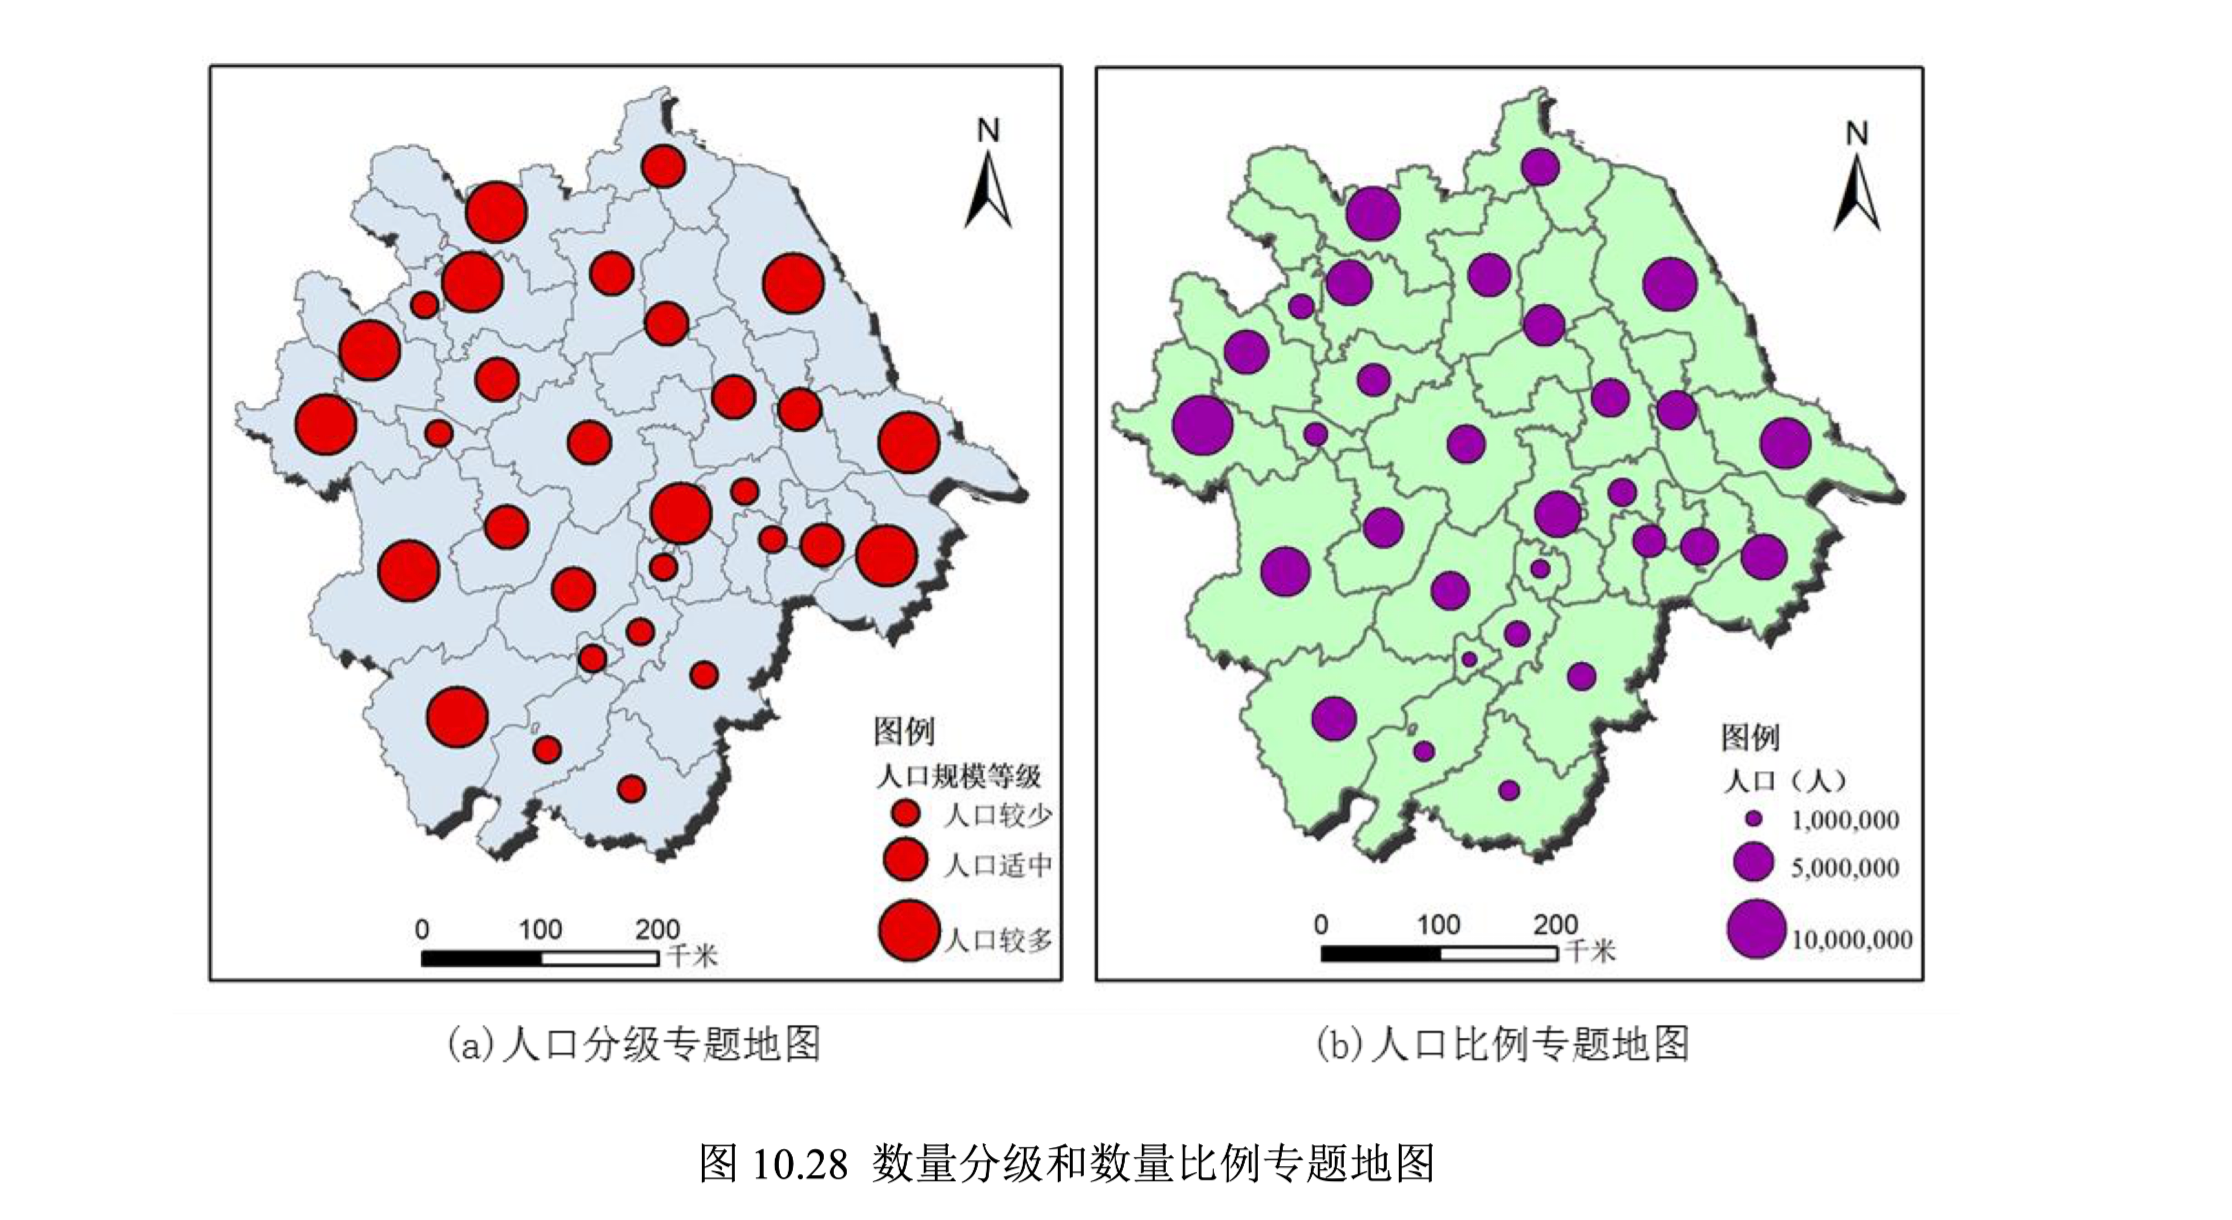 N
图例
人口规模等级
人口较少
人口适中
人口较多
0 100 200
千米
(a)人口分级专题地图
N
图例
人口（人）
1,000,000
5,000,000
10,000,000
0 100 200
千米
(b)人口比例专题地图
图 10.28 数量分级和数量比例专题地图